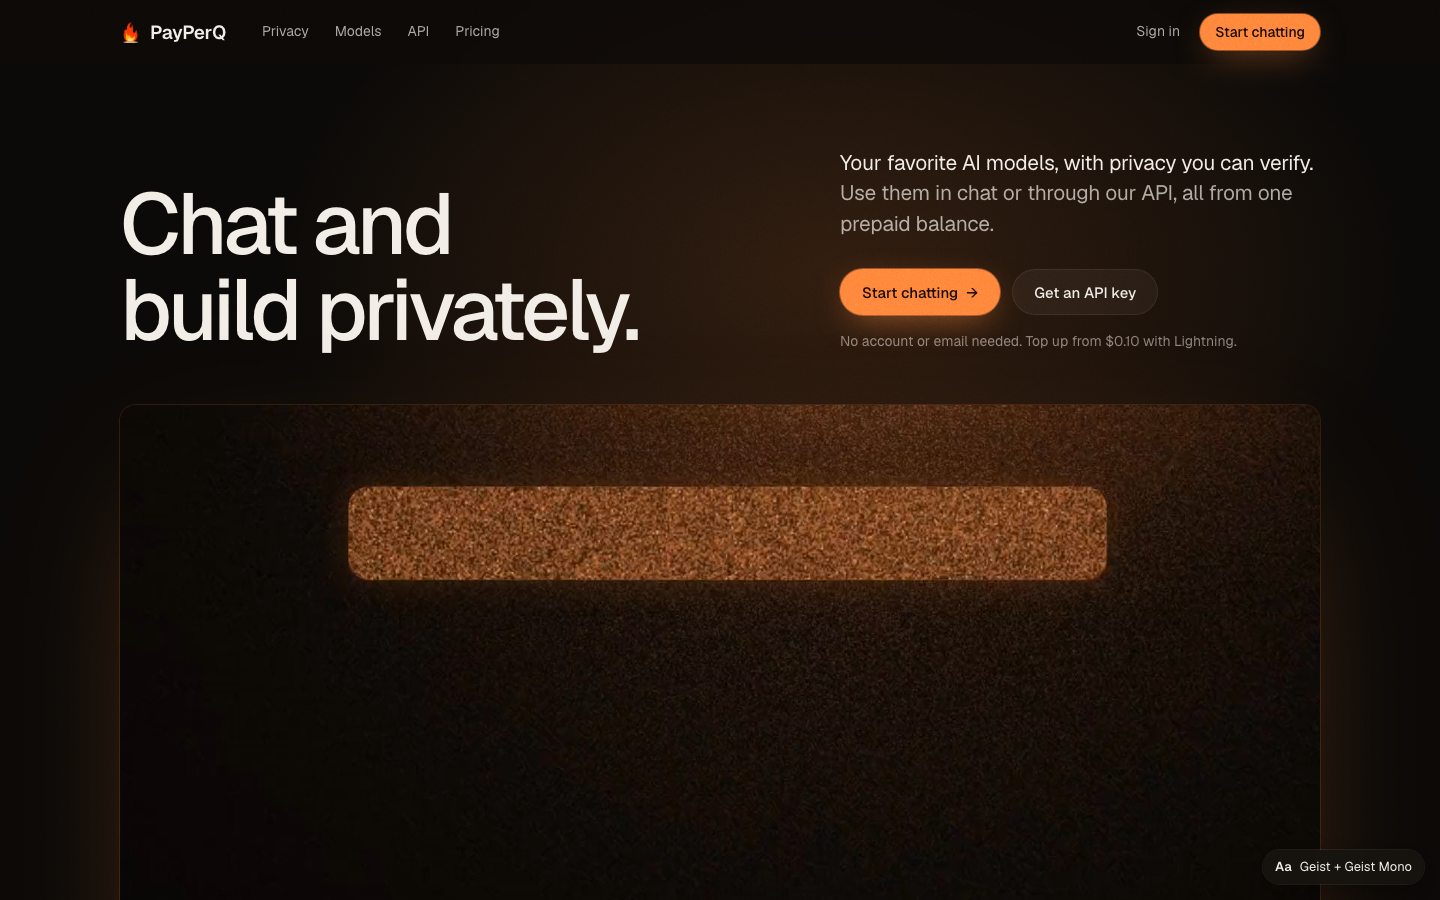 PayPerQ
Privacy
Models
API
Pricing
Sign in
Start chatting
Chat and
build privately.
Your favorite AI models, with privacy you can verify.
Use them in chat or through our API, all from one
prepaid balance.
Start chatting →
Get an API key
No account or email needed. Top up from $0.10 with Lightning.
Aa Geist + Geist Mono